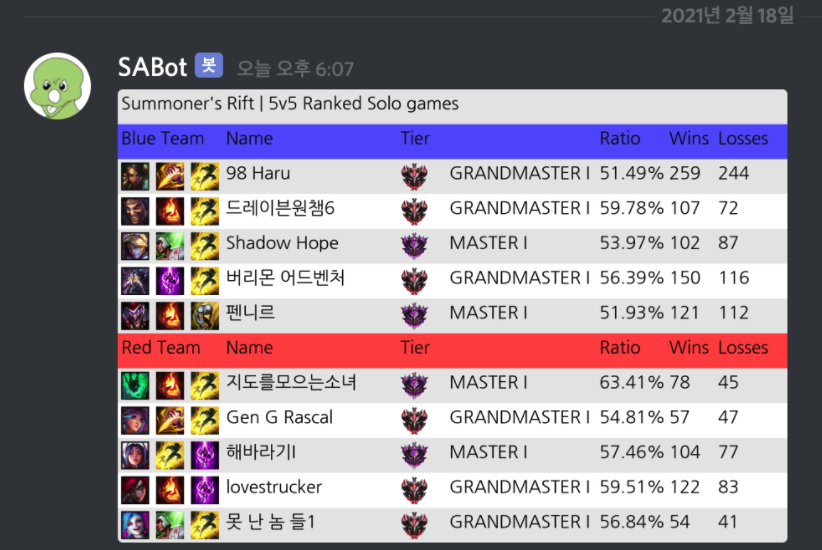 2021년 2월 18일
SABot 봇 오늘 오후 6:07
Summoner's Rift | 5v5 Ranked Solo games
Blue Team Name Tier Ratio Wins Losses
98 Haru GRANDMASTER I 51.49% 259 244
드레이븐원챔6 GRANDMASTER I 59.78% 107 72
Shadow Hope MASTER I 53.97% 102 87
버리몬 어드벤처 GRANDMASTER I 56.39% 150 116
펜니르 MASTER I 51.93% 121 112
Red Team Name Tier Ratio Wins Losses
지도를모으는소녀 MASTER I 63.41% 78 45
Gen G Rascal GRANDMASTER I 54.81% 57 47
해바라기I MASTER I 57.46% 104 77
lovestrucker GRANDMASTER I 59.51% 122 83
못 난 놈 들1 GRANDMASTER I 56.84% 54 41